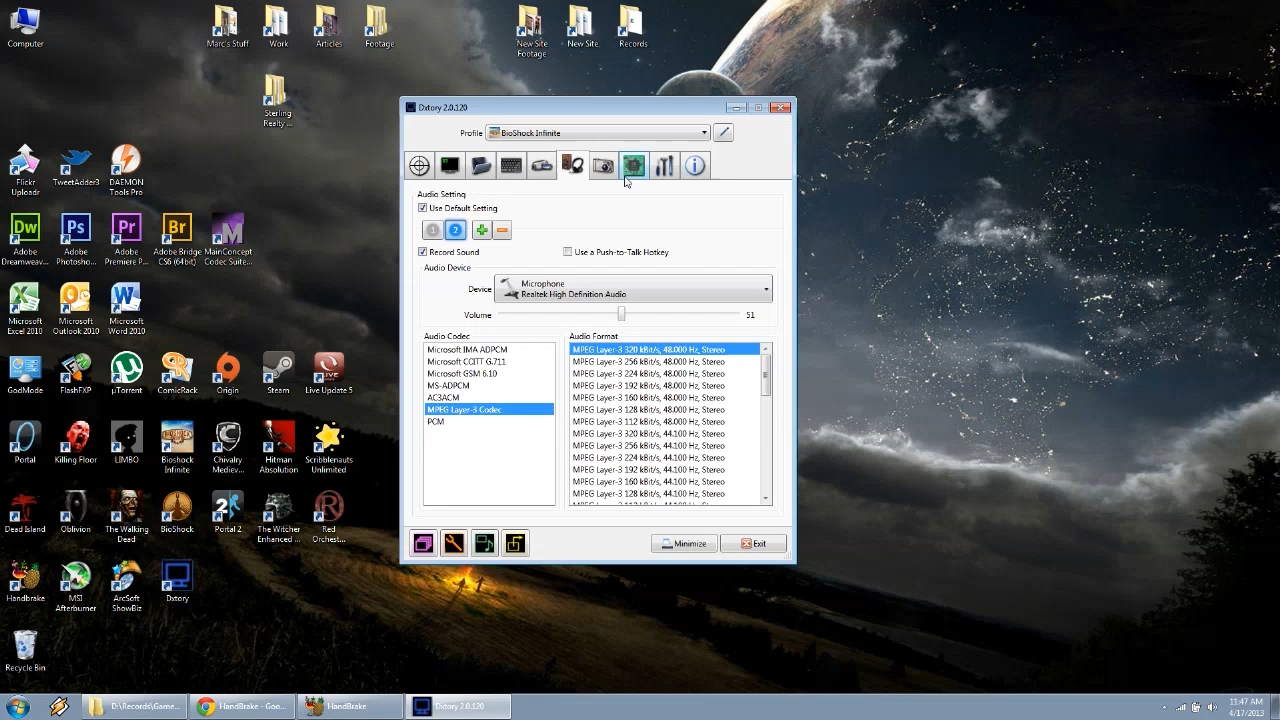 Computer
Marc's Stuff
Work
Articles
Footage
New Site
Footage
New Site
Records
Sterling
Realty ...
Flickr
Uploadr
TweetAdder3
DAEMON
Tools Pro
Adobe
Dreamweav...
Adobe
Photosho...
Adobe
Premiere P...
Adobe Bridge
CS6 (64bit)
MainConcept
Codec Suite...
Microsoft
Excel 2010
Microsoft
Outlook 2010
Microsoft
Word 2010
GodMode
FlashFXP
µTorrent
ComicRack
Origin
Steam
Live Update 5
Portal
Killing Floor
LIMBO
Bioshock
Infinite
Chivalry
Mediev...
Hitman
Absolution
Scribblenauts
Unlimited
Dead Island
Oblivion
The Walking
Dead
BioShock
Portal 2
The Witcher
Enhanced ...
Red
Orchest...
Handbrake
MSI
Afterburner
ArcSoft
ShowBiz
Dxtory
Recycle Bin
Dxtory 2.0.120
Profile
BioShock Infinite
Audio Setting
Use Default Setting
1
2
Record Sound
Use a Push-to-Talk Hotkey
Audio Device
Device
Microphone
Realtek High Definition Audio
Volume
51
Audio Codec
Microsoft IMA ADPCM
Microsoft CCITT G.711
Microsoft GSM 6.10
MS-ADPCM
AC3ACM
MPEG Layer-3 Codec
PCM
Audio Format
MPEG Layer-3 320 kBit/s, 48.000 Hz, Stereo
MPEG Layer-3 256 kBit/s, 48.000 Hz, Stereo
MPEG Layer-3 224 kBit/s, 48.000 Hz, Stereo
MPEG Layer-3 192 kBit/s, 48.000 Hz, Stereo
MPEG Layer-3 160 kBit/s, 48.000 Hz, Stereo
MPEG Layer-3 128 kBit/s, 48.000 Hz, Stereo
MPEG Layer-3 112 kBit/s, 48.000 Hz, Stereo
MPEG Layer-3 320 kBit/s, 44.100 Hz, Stereo
MPEG Layer-3 256 kBit/s, 44.100 Hz, Stereo
MPEG Layer-3 224 kBit/s, 44.100 Hz, Stereo
MPEG Layer-3 192 kBit/s, 44.100 Hz, Stereo
MPEG Layer-3 160 kBit/s, 44.100 Hz, Stereo
MPEG Layer-3 128 kBit/s, 44.100 Hz, Stereo
Minimize
Exit
D:\Records\Game...
HandBrake - Goo...
HandBrake
Dxtory 2.0.120
11:47 AM
4/17/2013